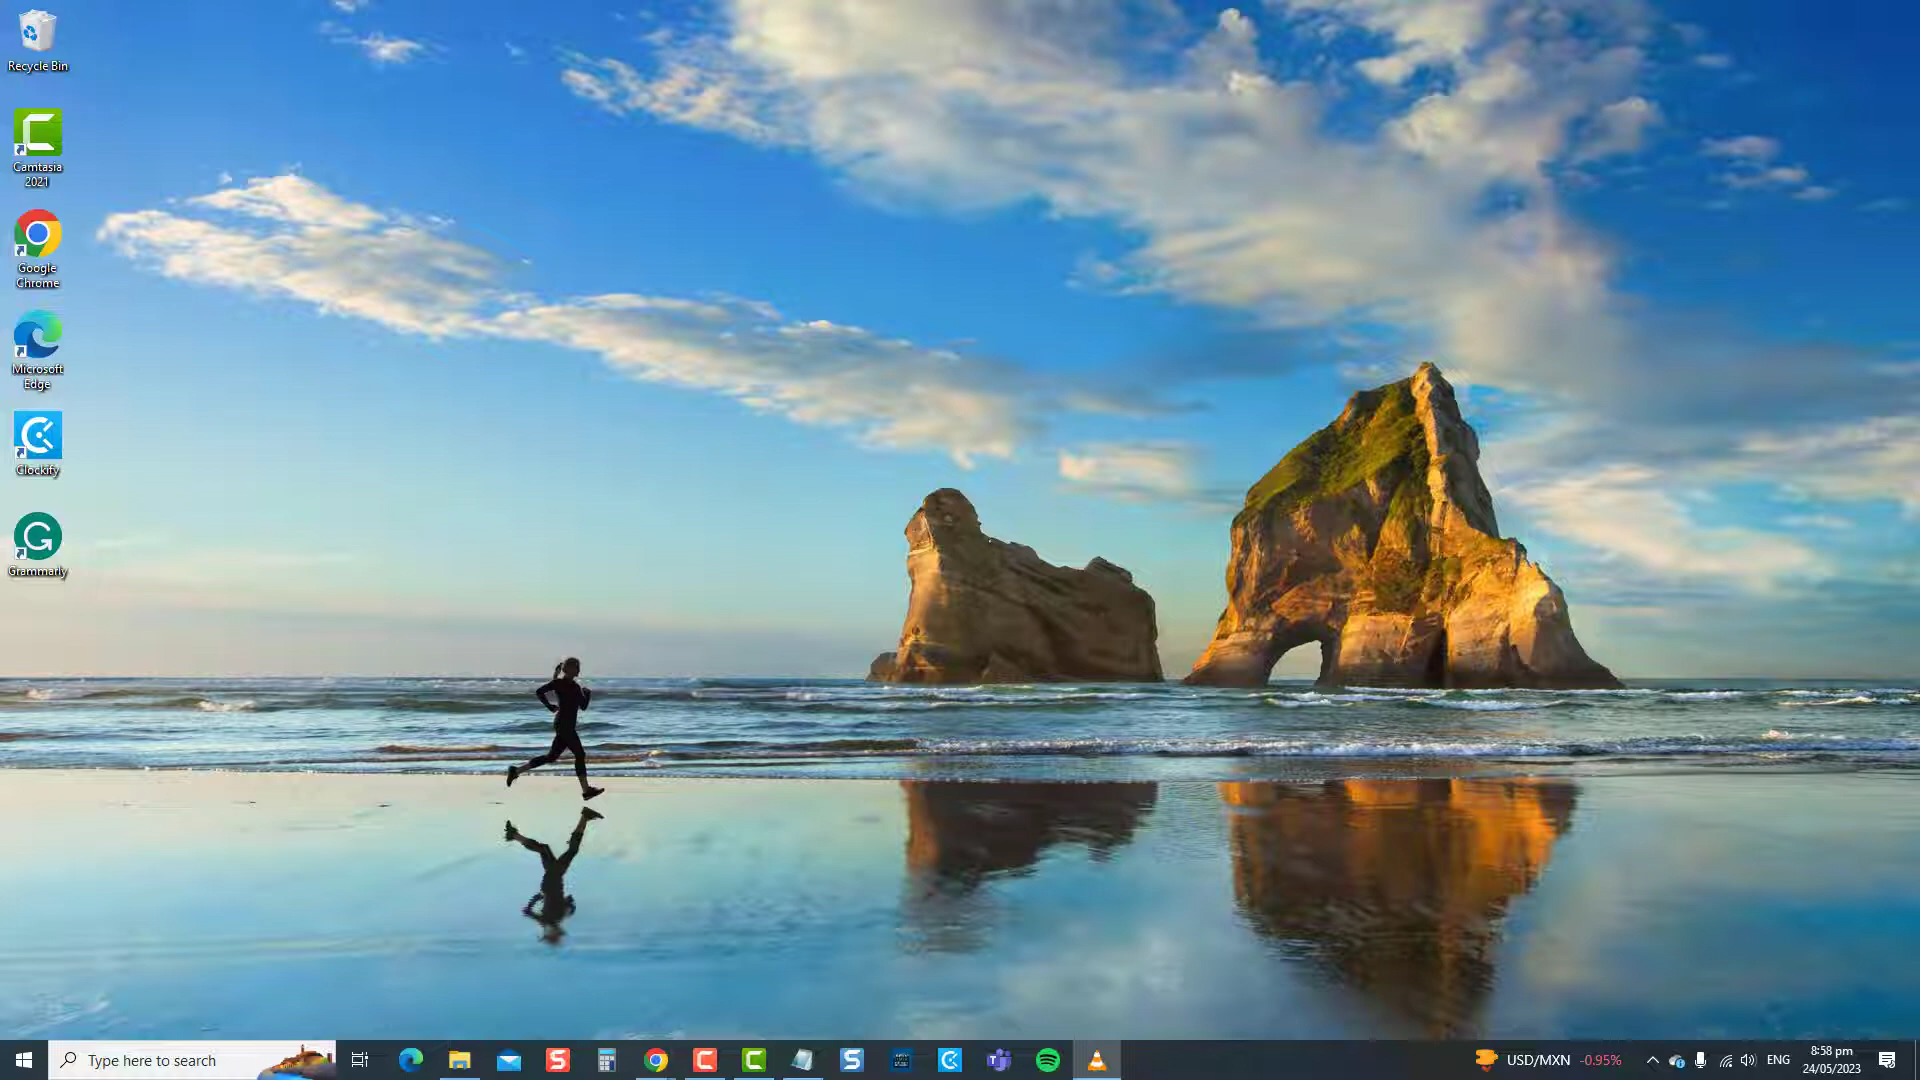 Recycle Bin
Camtasia
2021
Google
Chrome
Microsoft
Edge
Clockify
Grammarly
Type here to search
USD/MXN -0.95%
ENG
8:58 pm
24/05/2023